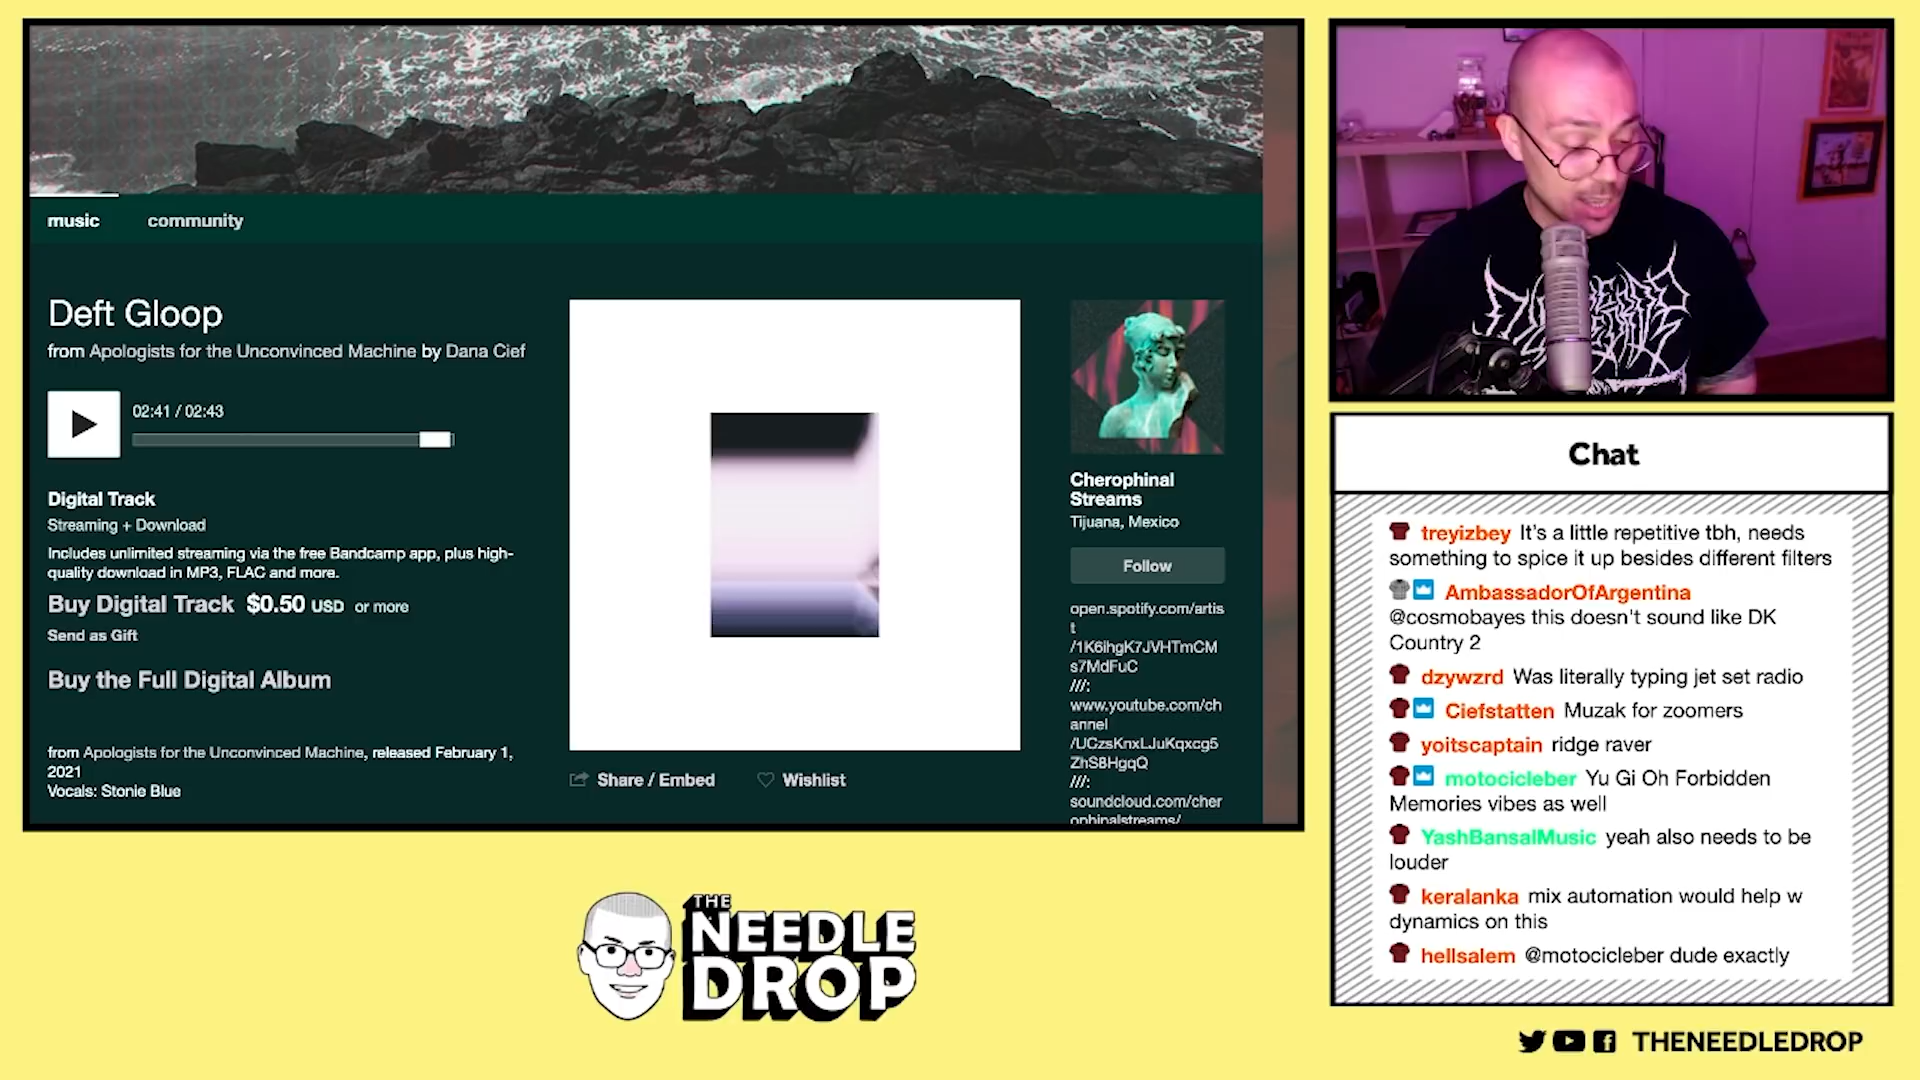 music
community
Deft Gloop
from Apologists for the Unconvinced Machine by Dana Cief
02:41 / 02:43
Digital Track
Streaming + Download
Includes unlimited streaming via the free Bandcamp app, plus high-
quality download in MP3, FLAC and more.
Buy Digital Track $0.50 USD or more
Send as Gift
Buy the Full Digital Album
from Apologists for the Unconvinced Machine, released February 1,
2021
Vocals: Stonie Blue
Share / Embed
Wishlist
Cherophinal
Streams
Tijuana, Mexico
Follow
open.spotify.com/artis
t
/1K6ihgK7JVHTmCM
s7MdFuC
///:
www.youtube.com/ch
annel
/UCzsKnxLJuKqxcg5
ZhS8HgqQ
///:
soundcloud.com/cher
ophinalstreams/
Chat
treyizbey It's a little repetitive tbh, needs
something to spice it up besides different filters
AmbassadorOfArgentina
@cosmobayes this doesn't sound like DK
Country 2
dzywzrd Was literally typing jet set radio
Ciefstatten Muzak for zoomers
yoitscaptain ridge raver
motocicleber Yu Gi Oh Forbidden
Memories vibes as well
YashBansalMusic yeah also needs to be
louder
keralanka mix automation would help w
dynamics on this
hellsalem @motocicleber dude exactly
THE
NEEDLE
DROP
THENEEDLEDROP